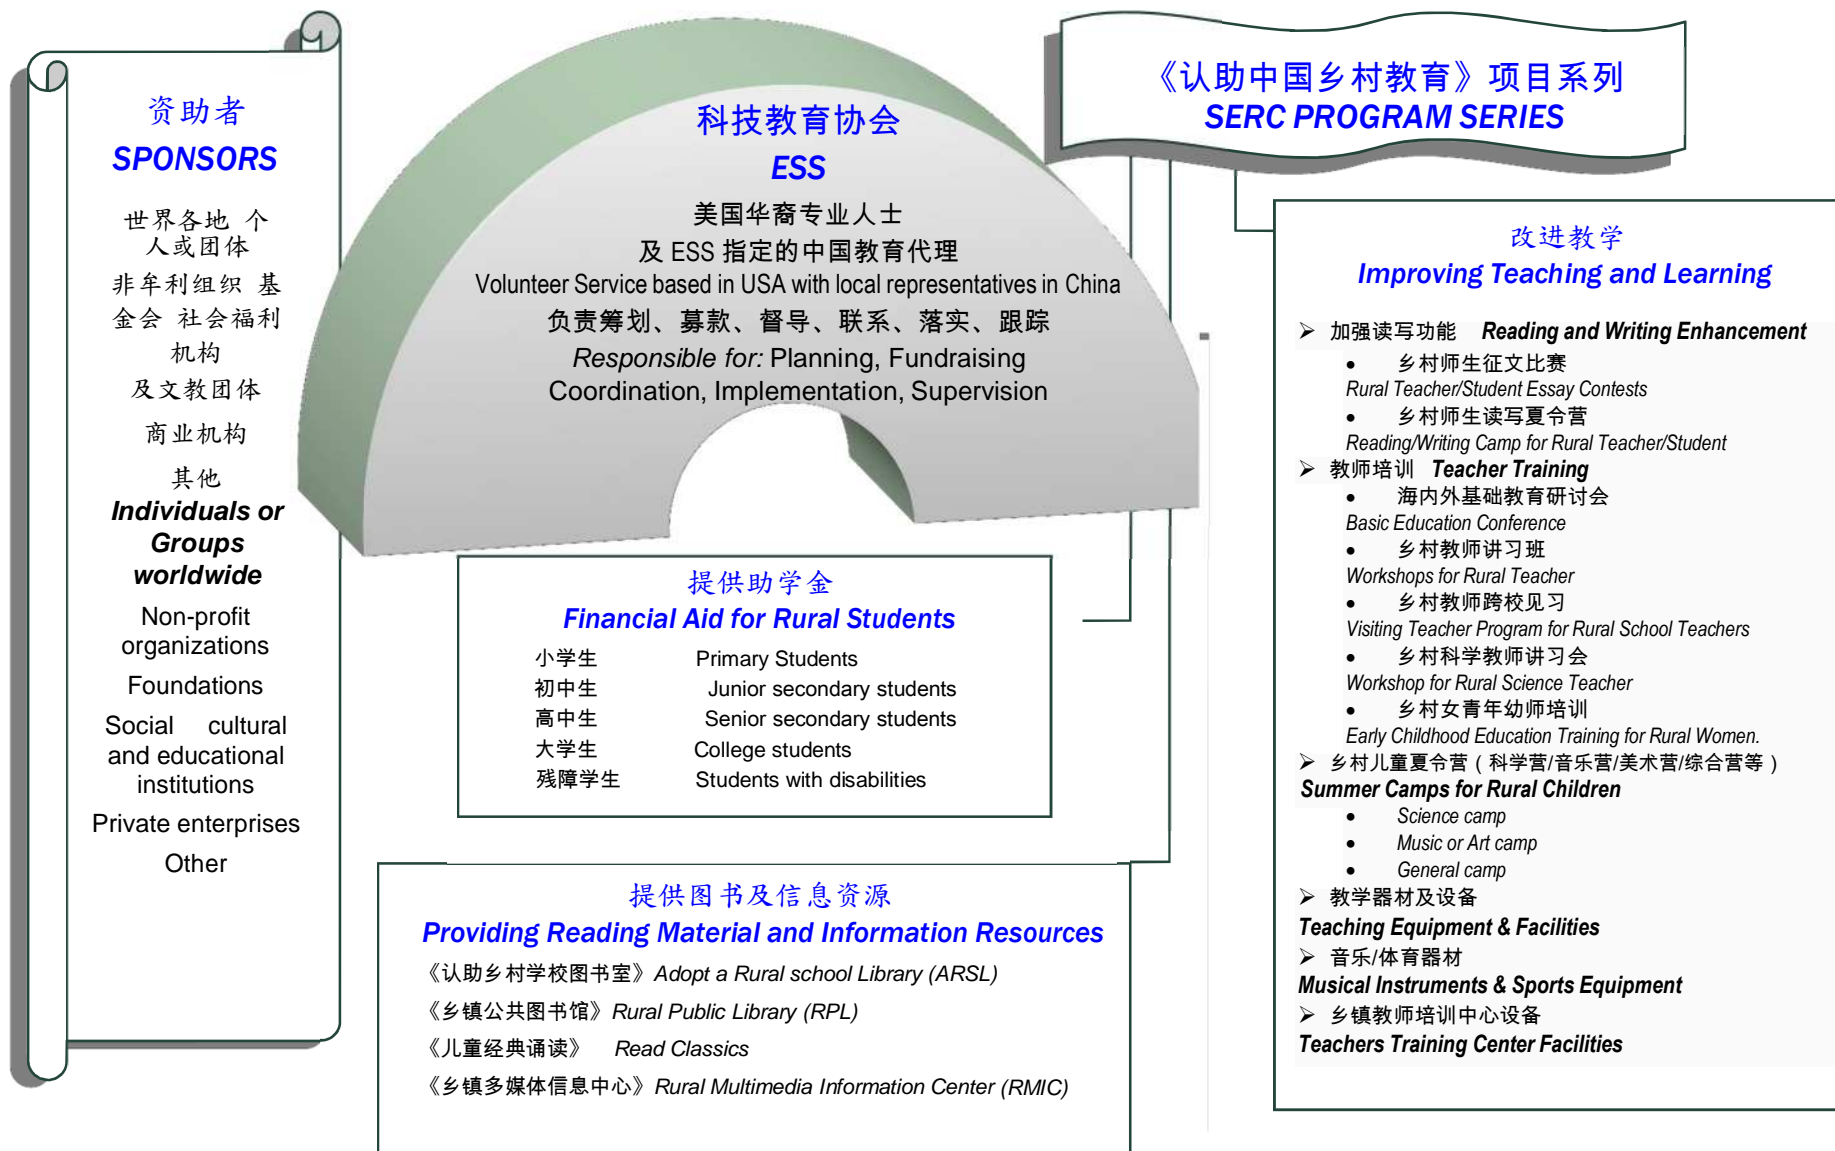 资助者
SPONSORS
世界各地 个
人或团体
非牟利组织 基
金会 社会福利
机构
及文教团体
商业机构
其他
Individuals or
Groups
worldwide
Non-profit
organizations
Foundations
Social cultural
and educational
institutions
Private enterprises
Other
科技教育协会
ESS
美国华裔专业人士
及 ESS 指定的中国教育代理
Volunteer Service based in USA with local representatives in China
负责筹划、募款、督导、联系、落实、跟踪
Responsible for: Planning, Fundraising
Coordination, Implementation, Supervision
《认助中国乡村教育》项目系列
SERC PROGRAM SERIES
提供助学金
Financial Aid for Rural Students
小学生 Primary Students
初中生 Junior secondary students
高中生 Senior secondary students
大学生 College students
残障学生 Students with disabilities
提供图书及信息资源
Providing Reading Material and Information Resources
《认助乡村学校图书室》Adopt a Rural school Library (ARSL)
《乡镇公共图书馆》Rural Public Library (RPL)
《儿童经典诵读》 Read Classics
《乡镇多媒体信息中心》Rural Multimedia Information Center (RMIC)
改进教学
Improving Teaching and Learning
➢ 加强读写功能 Reading and Writing Enhancement
• 乡村师生征文比赛
Rural Teacher/Student Essay Contests
• 乡村师生读写夏令营
Reading/Writing Camp for Rural Teacher/Student
➢ 教师培训 Teacher Training
• 海内外基础教育研讨会
Basic Education Conference
• 乡村教师讲习班
Workshops for Rural Teacher
• 乡村教师跨校见习
Visiting Teacher Program for Rural School Teachers
• 乡村科学教师讲习会
Workshop for Rural Science Teacher
• 乡村女青年幼师培训
Early Childhood Education Training for Rural Women.
➢ 乡村儿童夏令营（科学营/音乐营/美术营/综合营等）
Summer Camps for Rural Children
• Science camp
• Music or Art camp
• General camp
➢ 教学器材及设备
Teaching Equipment & Facilities
➢ 音乐/体育器材
Musical Instruments & Sports Equipment
➢ 乡镇教师培训中心设备
Teachers Training Center Facilities